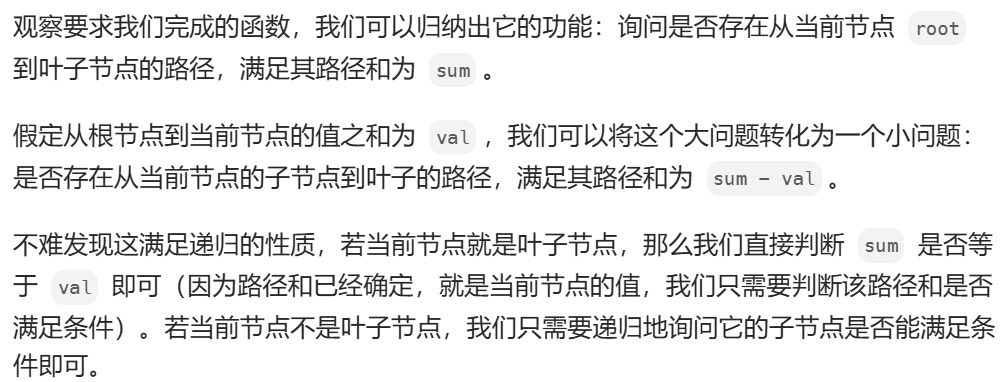 观察要求我们完成的函数，我们可以归纳出它的功能：询问是否存在从当前节点 root
到叶子节点的路径，满足其路径和为 sum 。
假定从根节点到当前节点的值之和为 val ，我们可以将这个大问题转化为一个小问题：
是否存在从当前节点的子节点到叶子的路径，满足其路径和为 sum - val 。
不难发现这满足递归的性质，若当前节点就是叶子节点，那么我们直接判断 sum 是否等
于 val 即可（因为路径和已经确定，就是当前节点的值，我们只需要判断该路径和是否
满足条件）。若当前节点不是叶子节点，我们只需要递归地询问它的子节点是否能满足条
件即可。